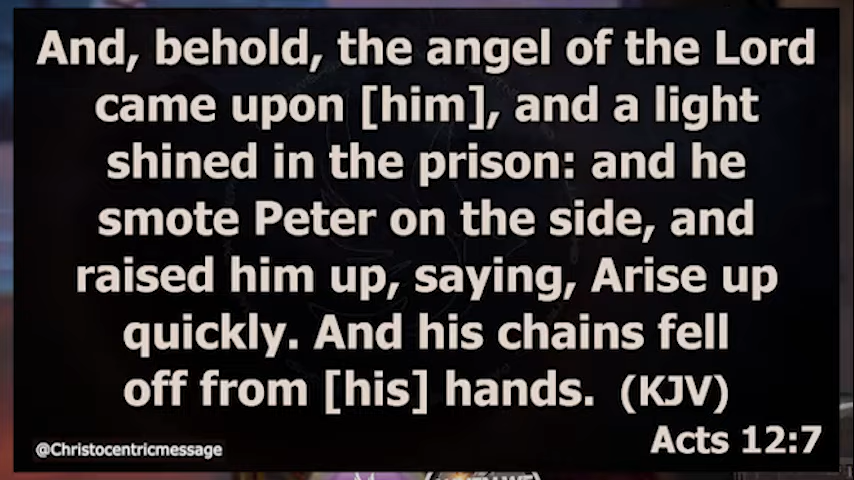 And, behold, the angel of the Lord
came upon [him], and a light
shined in the prison: and he
smote Peter on the side, and
raised him up, saying, Arise up
quickly. And his chains fell
off from [his] hands. (KJV)
Acts 12:7
@Christocentricmessage